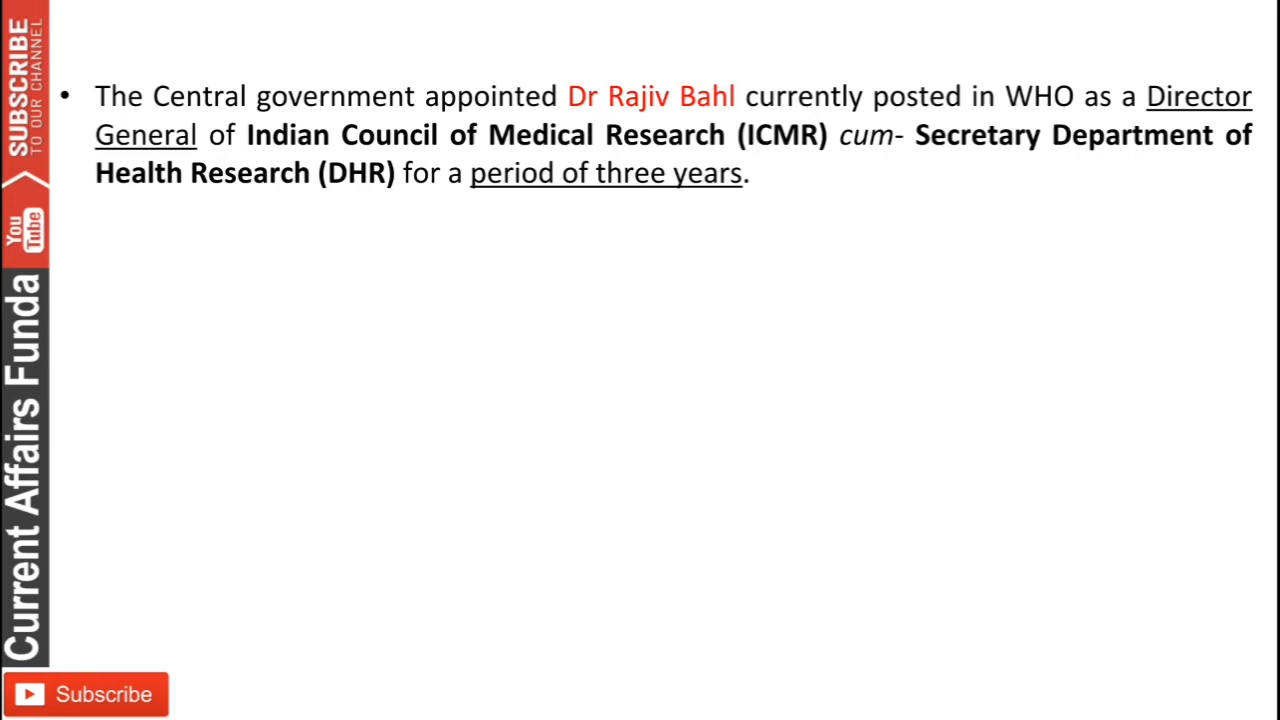 • The Central government appointed Dr Rajiv Bahl currently posted in WHO as a Director
General of Indian Council of Medical Research (ICMR) cum- Secretary Department of
Health Research (DHR) for a period of three years.
SUBSCRIBE
TO OUR CHANNEL
You
Tube
Current Affairs Funda
Subscribe